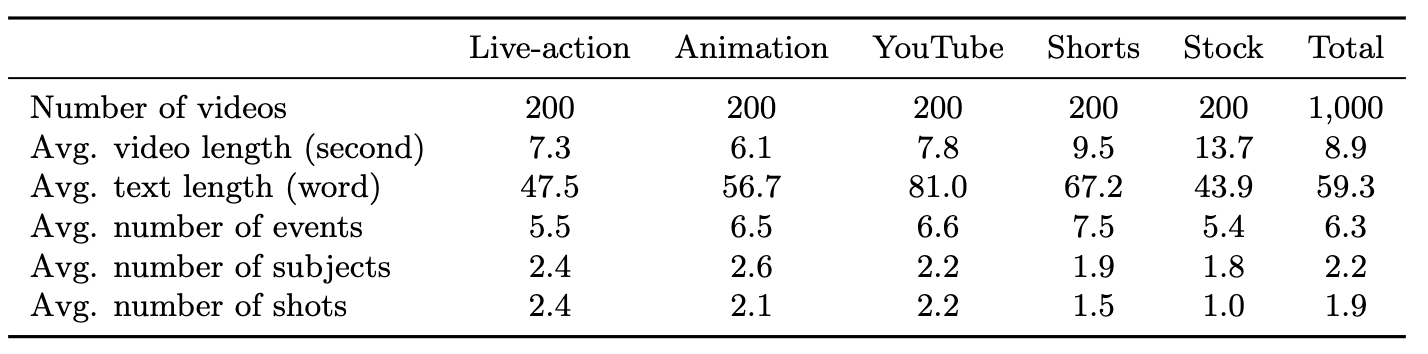 Live-action Animation YouTube Shorts Stock Total
Number of videos 200 200 200 200 200 1,000
Avg. video length (second) 7.3 6.1 7.8 9.5 13.7 8.9
Avg. text length (word) 47.5 56.7 81.0 67.2 43.9 59.3
Avg. number of events 5.5 6.5 6.6 7.5 5.4 6.3
Avg. number of subjects 2.4 2.6 2.2 1.9 1.8 2.2
Avg. number of shots 2.4 2.1 2.2 1.5 1.0 1.9